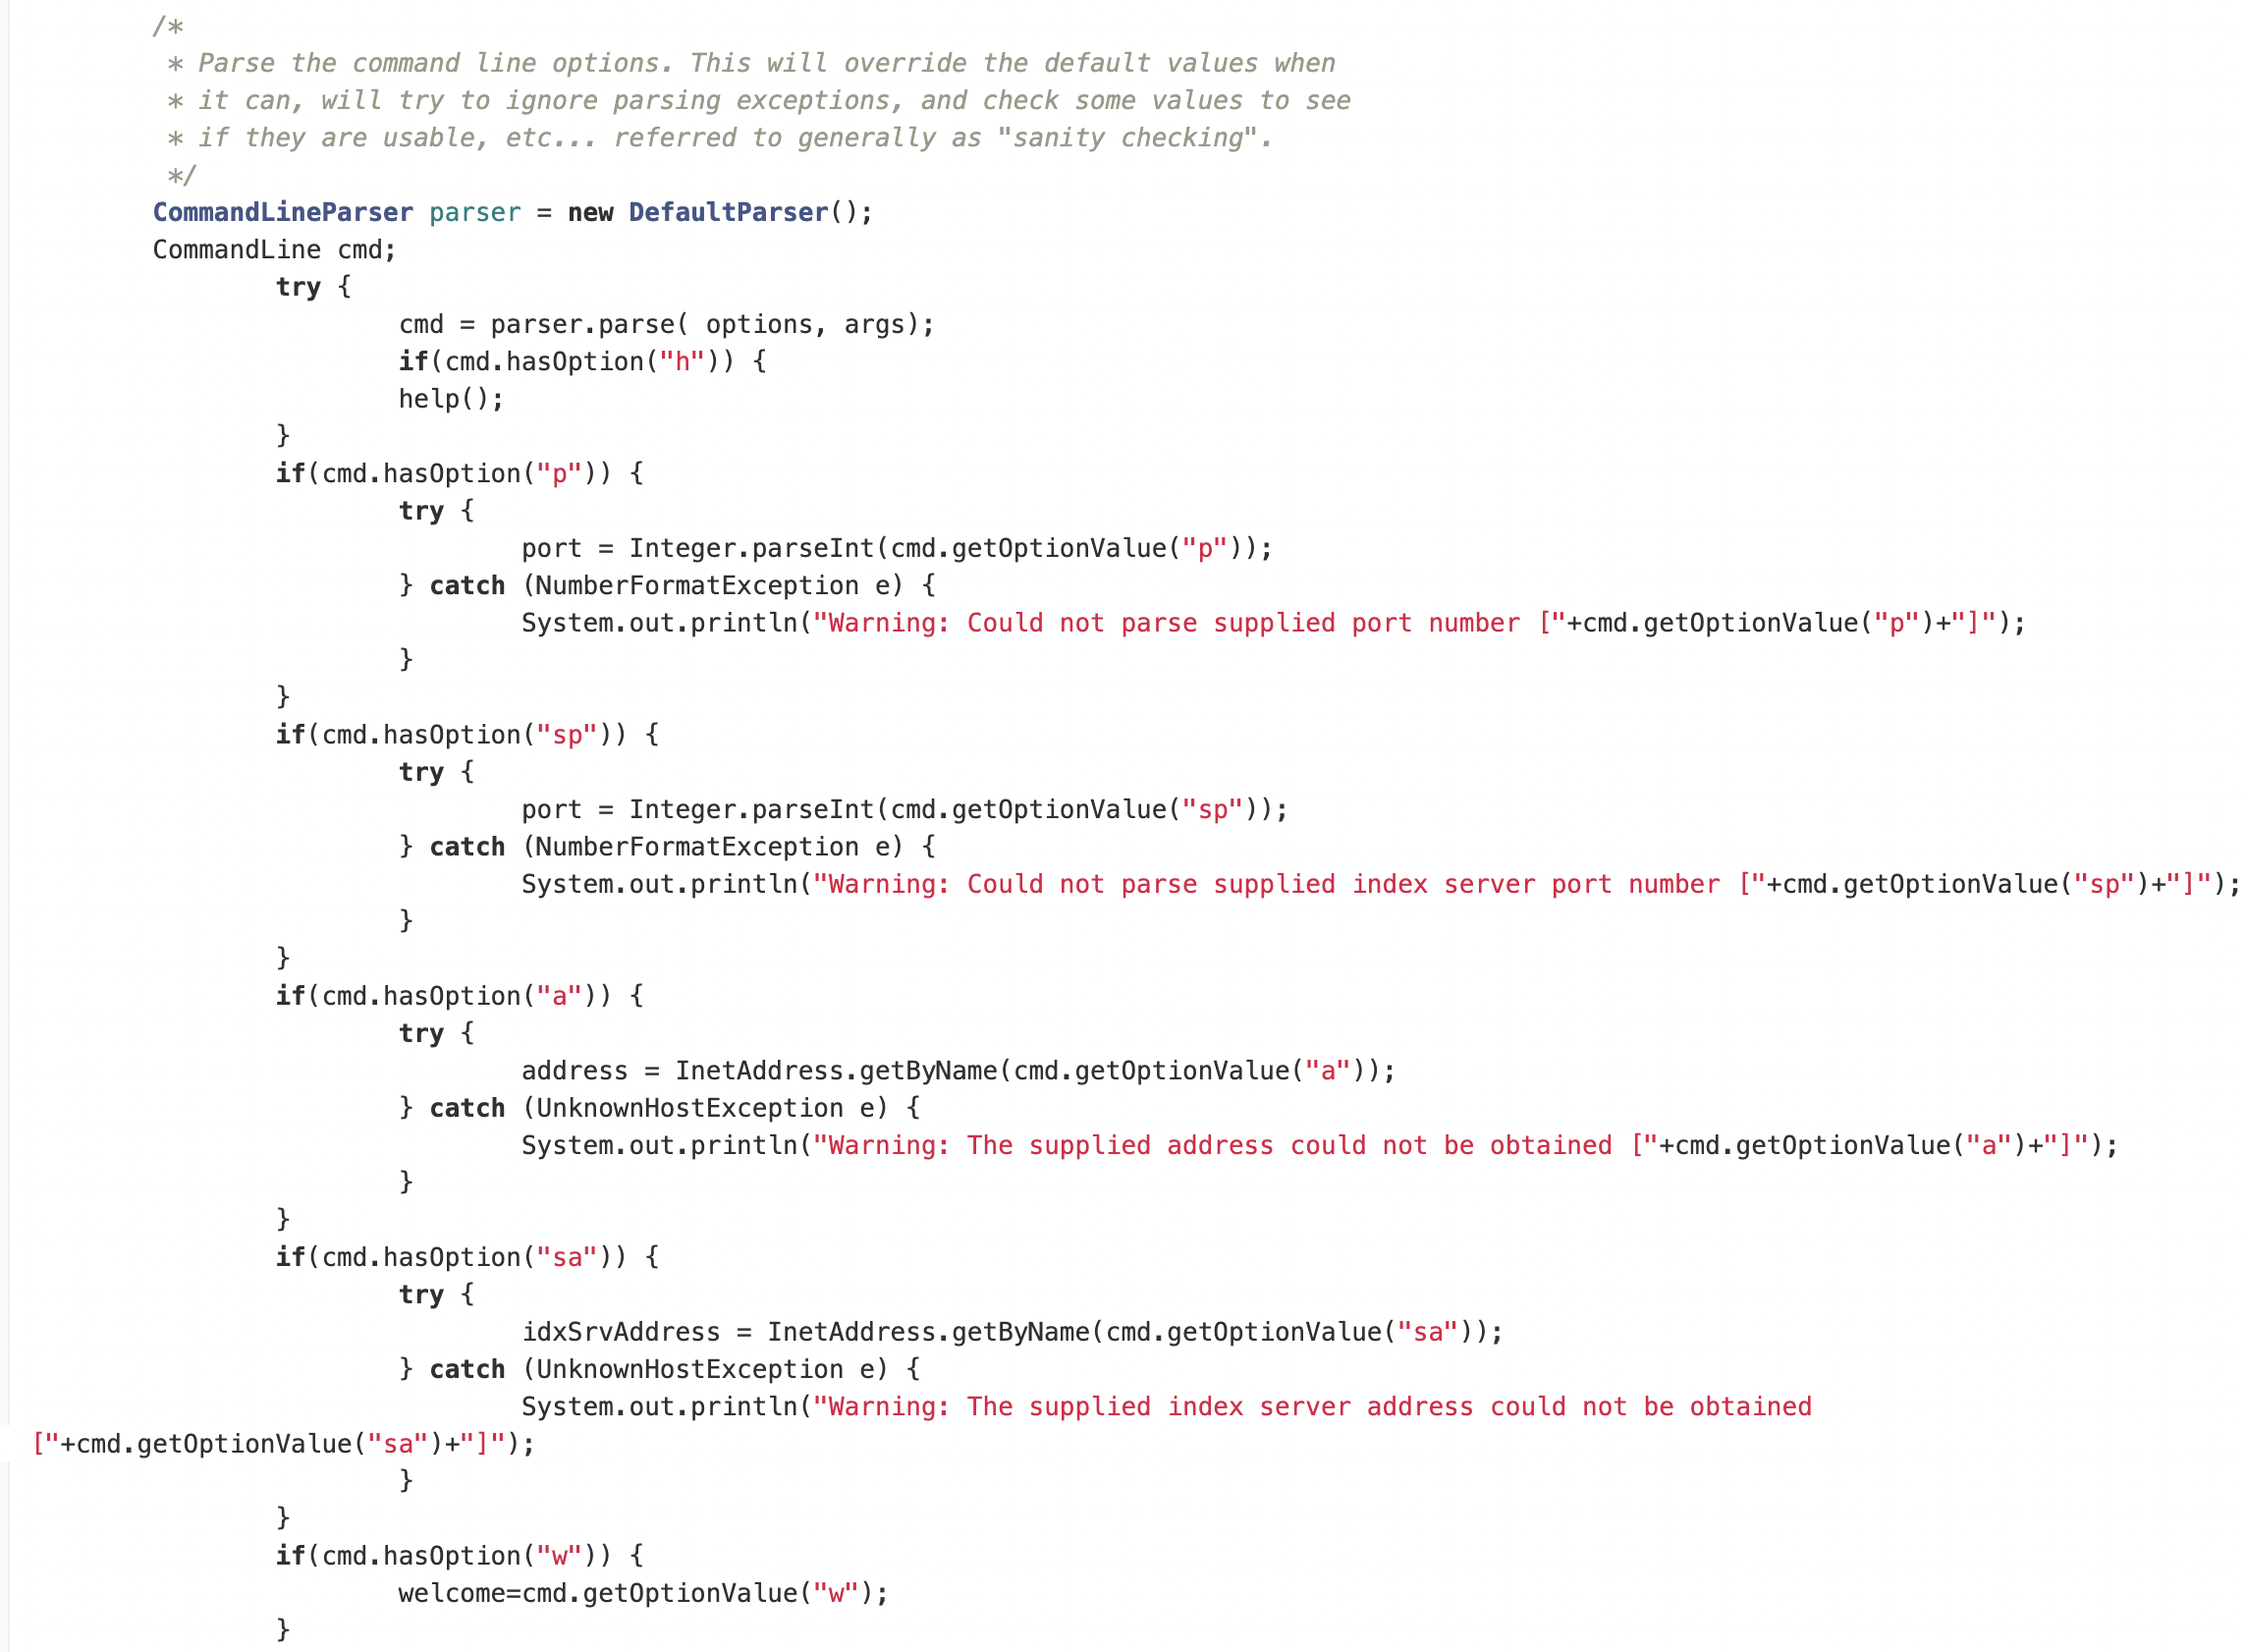 /*
 * Parse the command line options. This will override the default values when
 * it can, will try to ignore parsing exceptions, and check some values to see
 * if they are usable, etc... referred to generally as "sanity checking".
 */
CommandLineParser parser = new DefaultParser();
CommandLine cmd;
try {
cmd = parser.parse( options, args);
if(cmd.hasOption("h")) {
help();
}
if(cmd.hasOption("p")) {
try {
port = Integer.parseInt(cmd.getOptionValue("p"));
} catch (NumberFormatException e) {
System.out.println("Warning: Could not parse supplied port number ["+cmd.getOptionValue("p")+"]");
}
}
if(cmd.hasOption("sp")) {
try {
port = Integer.parseInt(cmd.getOptionValue("sp"));
} catch (NumberFormatException e) {
System.out.println("Warning: Could not parse supplied index server port number ["+cmd.getOptionValue("sp")+"]");
}
}
if(cmd.hasOption("a")) {
try {
address = InetAddress.getByName(cmd.getOptionValue("a"));
} catch (UnknownHostException e) {
System.out.println("Warning: The supplied address could not be obtained ["+cmd.getOptionValue("a")+"]");
}
}
if(cmd.hasOption("sa")) {
try {
idxSrvAddress = InetAddress.getByName(cmd.getOptionValue("sa"));
} catch (UnknownHostException e) {
System.out.println("Warning: The supplied index server address could not be obtained
["+cmd.getOptionValue("sa")+"]");
}
}
if(cmd.hasOption("w")) {
welcome=cmd.getOptionValue("w");
}